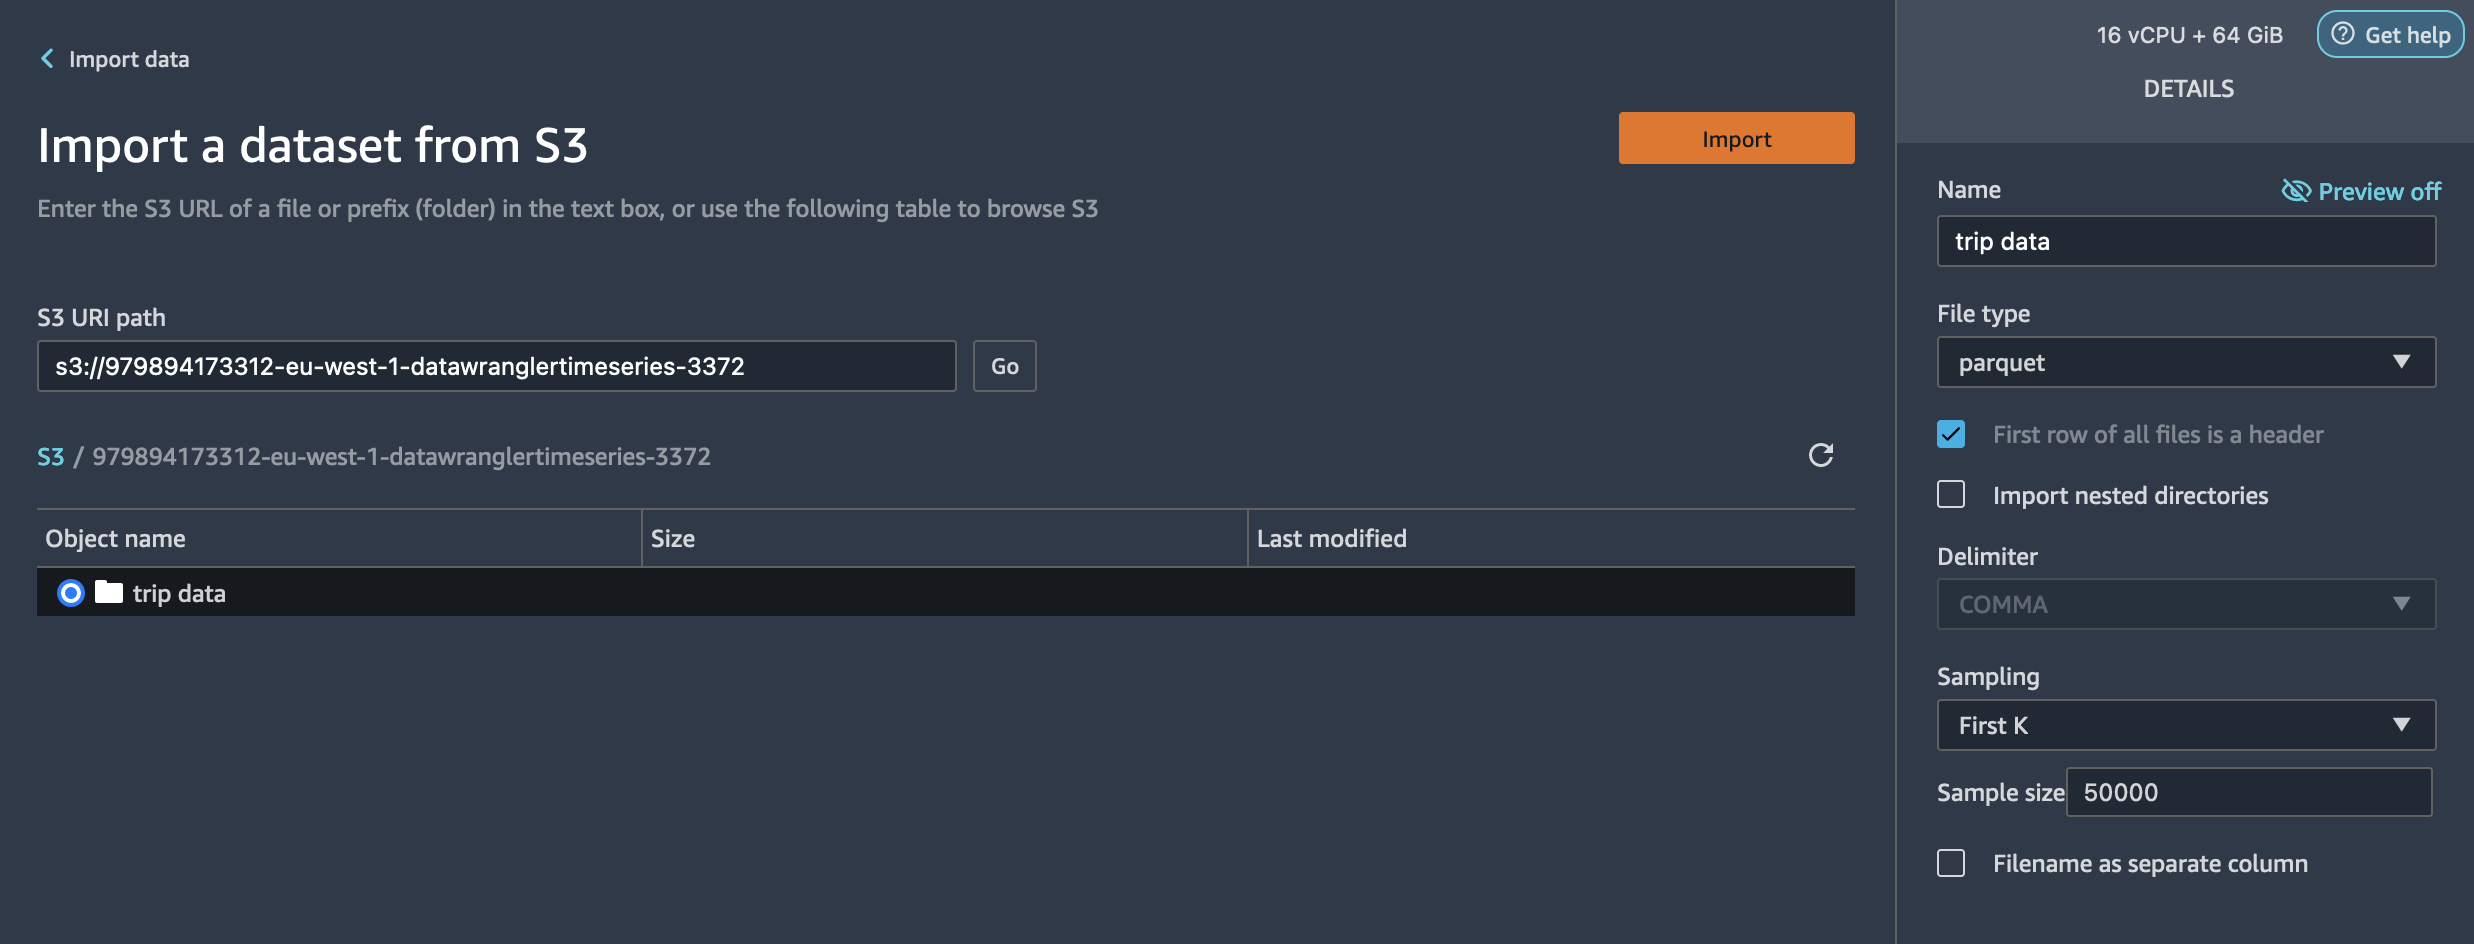 Import data
Import a dataset from S3
Import
Enter the S3 URL of a file or prefix (folder) in the text box, or use the following table to browse S3
S3 URI path
s3://979894173312-eu-west-1-datawranglertimeseries-3372
Go
S3 / 979894173312-eu-west-1-datawranglertimeseries-3372
Object name Size Last modified
trip data
16 vCPU + 64 GiB
Get help
DETAILS
Name
Preview off
trip data
File type
parquet
First row of all files is a header
Import nested directories
Delimiter
COMMA
Sampling
First K
Sample size 50000
Filename as separate column